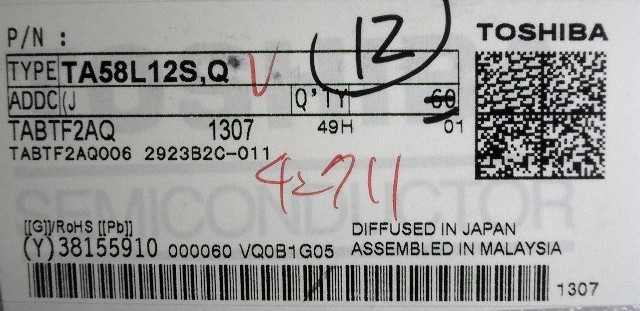 P/N :
12
TOSHIBA
TYPE TA58L12S,Q V
ADDC (J Q'TY 60
TABTF2AQ 1307 49H 01
TABTF2AQ006 2923B2C-011
42711
SEMICONDUCTOR
[[G]]/RoHS [[Pb]]
(Y)38155910 000060 VQ0B1G05
DIFFUSED IN JAPAN
ASSEMBLED IN MALAYSIA
1307